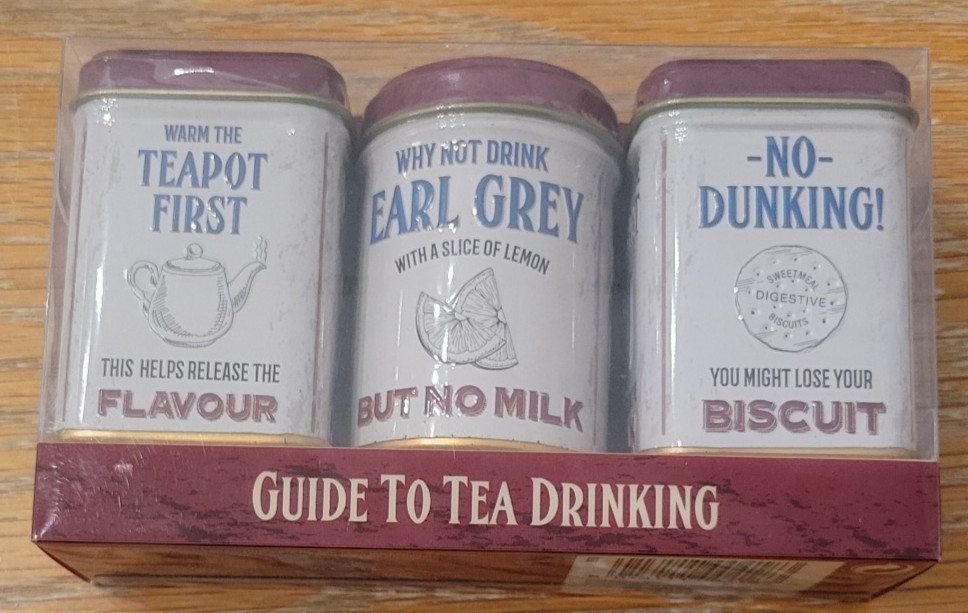 WARM THE
TEAPOT
FIRST
THIS HELPS RELEASE THE
FLAVOUR
WHY NOT DRINK
EARL GREY
WITH A SLICE OF LEMON
BUT NO MILK
-NO-
DUNKING!
SWEETMEAL
DIGESTIVE
BISCUITS
YOU MIGHT LOSE YOUR
BISCUIT
GUIDE TO TEA DRINKING